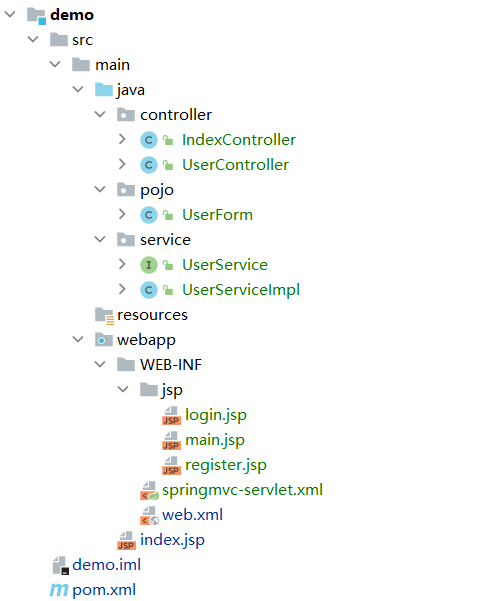 demo
src
main
java
controller
C IndexController
C UserController
pojo
C UserForm
service
I UserService
C UserServiceImpl
resources
webapp
WEB-INF
jsp
JSP login.jsp
JSP main.jsp
JSP register.jsp
springmvc-servlet.xml
web.xml
JSP index.jsp
demo.iml
m pom.xml